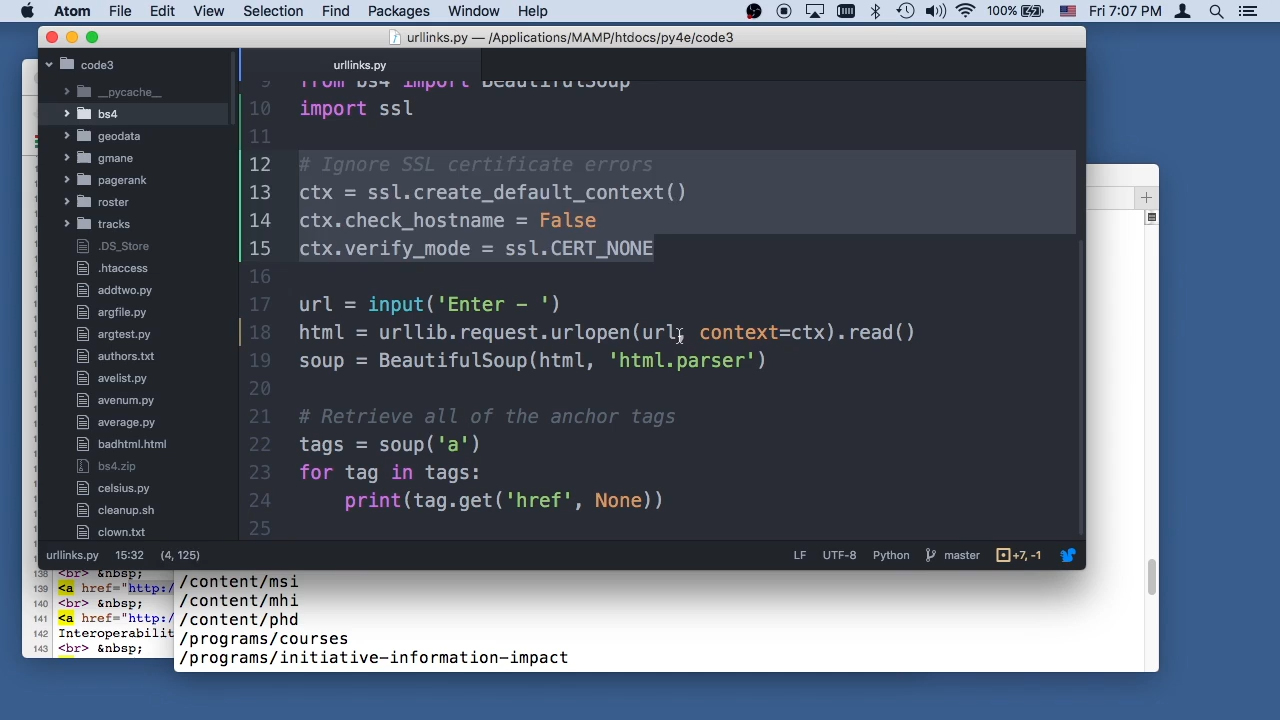 Atom File Edit View Selection Find Packages Window Help 100% Fri 7:07 PM
urllinks.py — /Applications/MAMP/htdocs/py4e/code3
code3
__pycache__
bs4
geodata
gmane
pagerank
roster
tracks
.DS_Store
.htaccess
addtwo.py
argfile.py
argtest.py
authors.txt
avelist.py
avenum.py
average.py
badhtml.html
bs4.zip
celsius.py
cleanup.sh
clown.txt
urllinks.py
9 from bs4 import BeautifulSoup
10 import ssl
11
12 # Ignore SSL certificate errors
13 ctx = ssl.create_default_context()
14 ctx.check_hostname = False
15 ctx.verify_mode = ssl.CERT_NONE
16
17 url = input('Enter - ')
18 html = urllib.request.urlopen(url, context=ctx).read()
19 soup = BeautifulSoup(html, 'html.parser')
20
21 # Retrieve all of the anchor tags
22 tags = soup('a')
23 for tag in tags:
24 print(tag.get('href', None))
25
urllinks.py 15:32 (4, 125) LF UTF-8 Python master +7, -1
138 <br> &nbsp;
139 <a href="http:/
140 <br> &nbsp;
141 <a href="http:/
142 Interoperabilit
143 <br> &nbsp;
/content/msi
/content/mhi
/content/phd
/programs/courses
/programs/initiative-information-impact